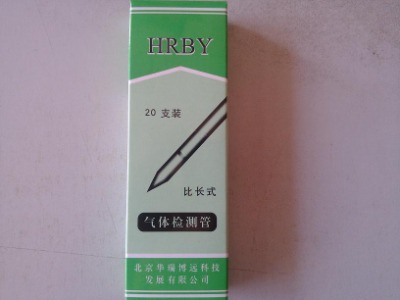 HRBY
20 支装
比长式
气体检测管
北京华瑞博远科技
发展有限公司